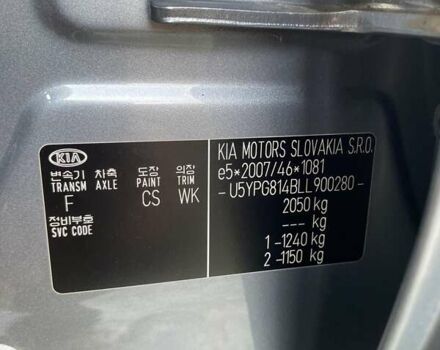 KIA
변속기 차축 도장 의장
TRANSM AXLE PAINT TRIM
F CS WK
정비부호
SVC CODE
KIA MOTORS SLOVAKIA S.R.O.
e5*2007/46*1081
-U5YPG814BLL900280-
2050 kg
--- kg
1-1240 kg
2-1150 kg